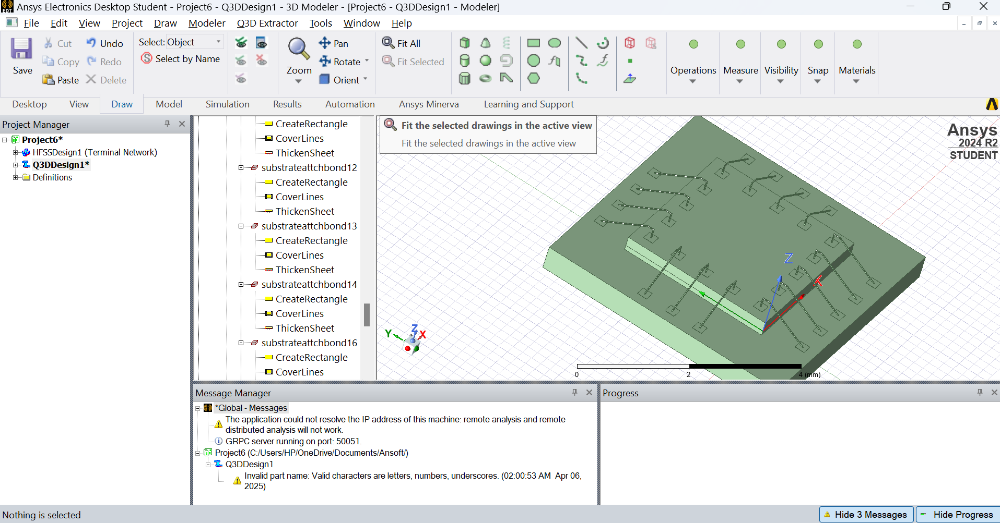 Ansys Electronics Desktop Student - Project6 - Q3DDesign1 - 3D Modeler - [Project6 - Q3DDesign1 - Modeler]
File Edit View Project Draw Modeler Q3D Extractor Tools Window Help
Save
Cut
Copy
Paste
Undo
Redo
Delete
Select: Object
Select by Name
Zoom
Pan
Rotate
Orient
Fit All
Fit Selected
Operations
Measure
Visibility
Snap
Materials
Desktop View Draw Model Simulation Results Automation Ansys Minerva Learning and Support
Project Manager
Project6*
HFSSDesign1 (Terminal Network)
Q3DDesign1*
Definitions
CreateRectangle
CoverLines
ThickenSheet
substrateattchbond12
CreateRectangle
CoverLines
ThickenSheet
substrateattchbond13
CreateRectangle
CoverLines
ThickenSheet
substrateattchbond14
CreateRectangle
CoverLines
ThickenSheet
substrateattchbond16
CreateRectangle
CoverLines
Fit the selected drawings in the active view
Fit the selected drawings in the active view
Ansys
2024 R2
STUDENT
Z
X
Y
Z
X
0
2
4 (mm)
Message Manager
*Global - Messages
The application could not resolve the IP address of this machine: remote analysis and remote
distributed analysis will not work.
GRPC server running on port: 50051.
Project6 (C:/Users/HP/OneDrive/Documents/Ansoft/)
Q3DDesign1
Invalid part name: Valid characters are letters, numbers, underscores. (02:00:53 AM Apr 06,
2025)
Progress
Nothing is selected
Hide 3 Messages
Hide Progress